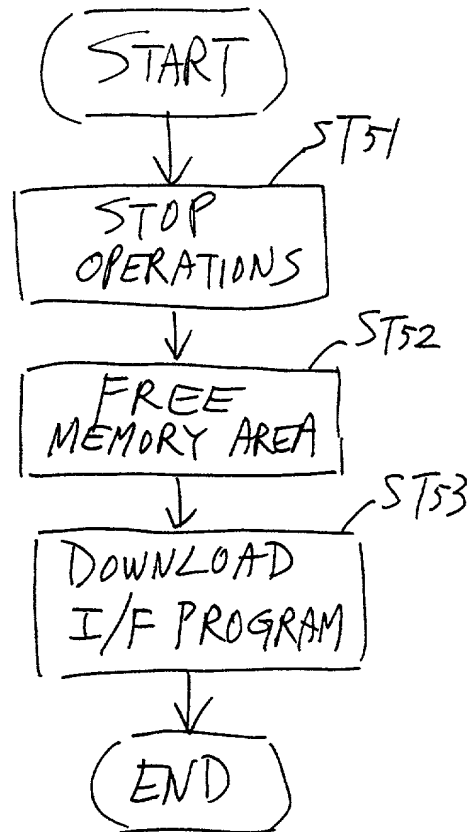 START
ST51
STOP
OPERATIONS
ST52
FREE
MEMORY AREA
ST53
DOWNLOAD
I/F PROGRAM
END